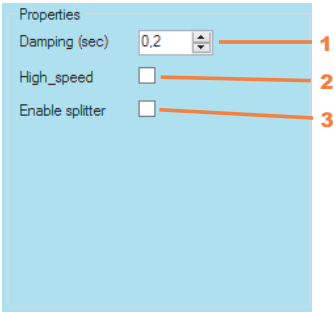 Properties
Damping (sec) 0,2 1
High_speed 2
Enable splitter 3